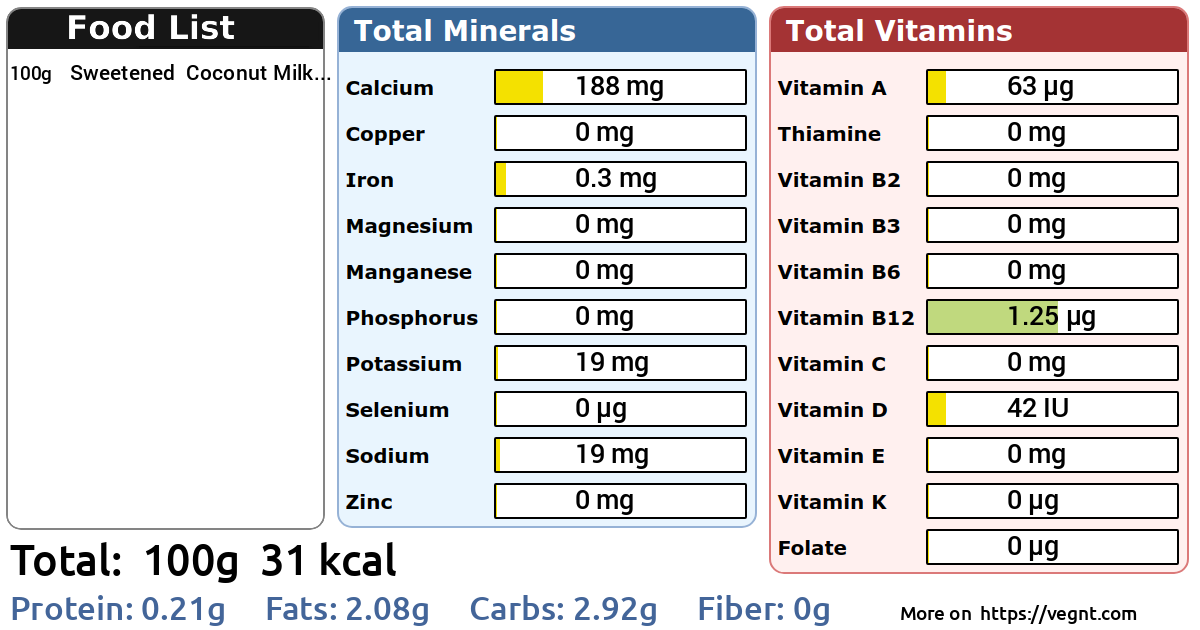 Food List
100g Sweetened Coconut Milk...
Total Minerals
Calcium 188 mg
Copper 0 mg
Iron 0.3 mg
Magnesium 0 mg
Manganese 0 mg
Phosphorus 0 mg
Potassium 19 mg
Selenium 0 µg
Sodium 19 mg
Zinc 0 mg
Total Vitamins
Vitamin A 63 µg
Thiamine 0 mg
Vitamin B2 0 mg
Vitamin B3 0 mg
Vitamin B6 0 mg
Vitamin B12 1.25 µg
Vitamin C 0 mg
Vitamin D 42 IU
Vitamin E 0 mg
Vitamin K 0 µg
Folate 0 µg
Total: 100g 31 kcal
Protein: 0.21g Fats: 2.08g Carbs: 2.92g Fiber: 0g
More on https://vegnt.com